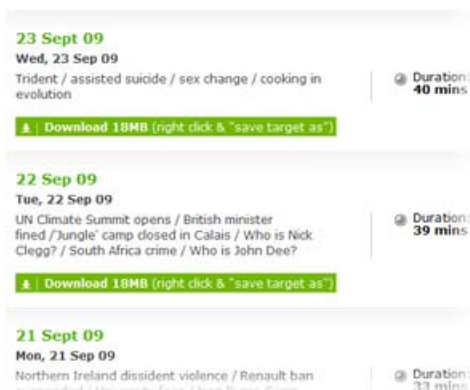 23 Sept 09
Wed, 23 Sep 09
Trident / assisted suicide / sex change / cooking in
evolution
Duration:
40 mins
Download 18MB (right click & "save target as")
22 Sep 09
Tue, 22 Sep 09
UN Climate Summit opens / British minister
fined /'Jungle' camp closed in Calais / Who is Nick
Clegg? / South Africa crime / Who is John Dee?
Duration:
39 mins
Download 18MB (right click & "save target as")
21 Sept 09
Mon, 21 Sep 09
Northern Ireland dissident violence / Renault ban
Duration:
33 mins